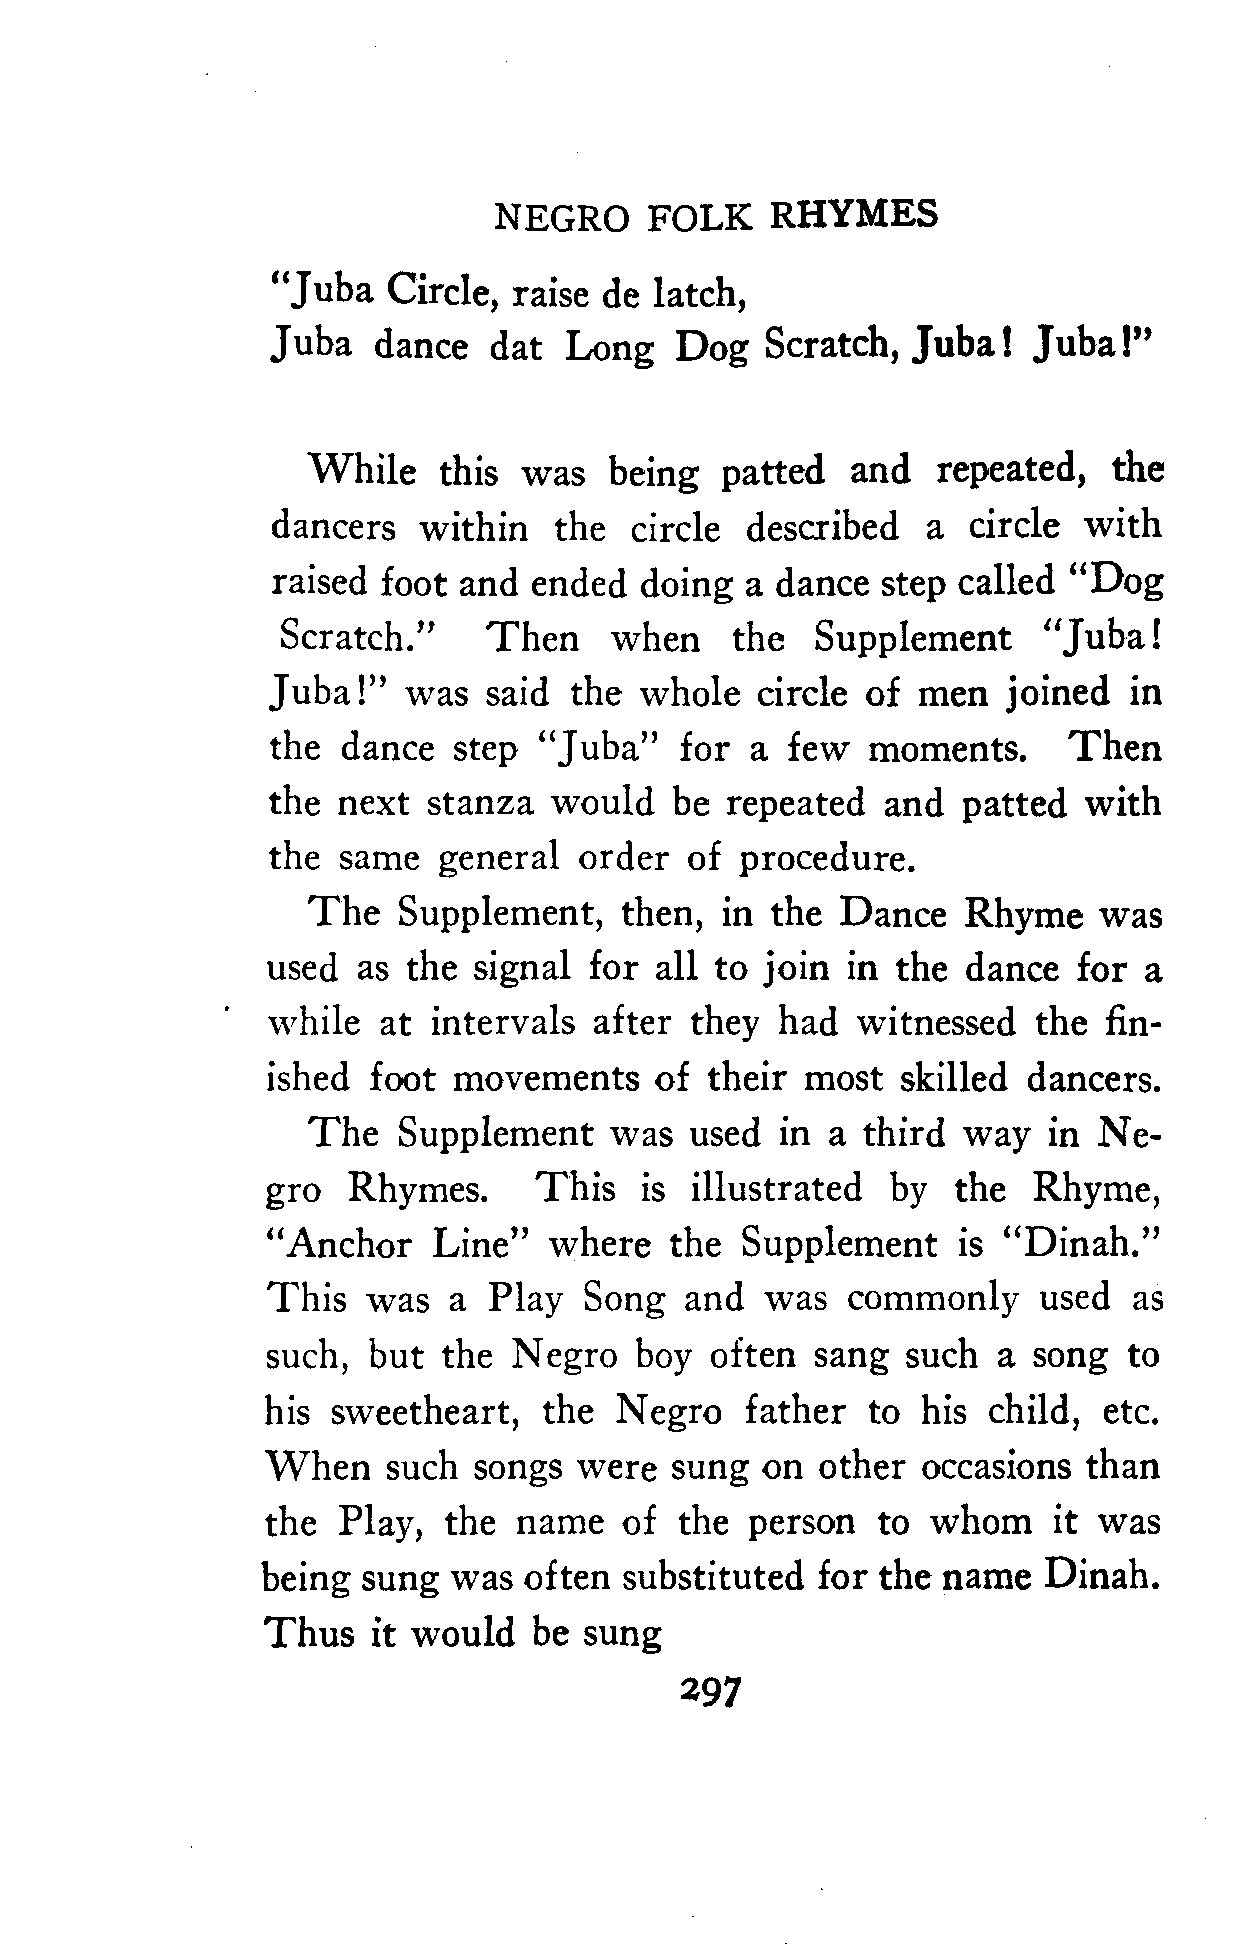 NEGRO FOLK RHYMES
"Juba Circle, raise de latch,
Juba dance dat Long Dog Scratch, Juba! Juba!"
While this was being patted and repeated, the
dancers within the circle described a circle with
raised foot and ended doing a dance step called "Dog
Scratch." Then when the Supplement "Juba!
Juba!" was said the whole circle of men joined in
the dance step "Juba" for a few moments. Then
the next stanza would be repeated and patted with
the same general order of procedure.
The Supplement, then, in the Dance Rhyme was
used as the signal for all to join in the dance for a
while at intervals after they had witnessed the fin-
ished foot movements of their most skilled dancers.
The Supplement was used in a third way in Ne-
gro Rhymes. This is illustrated by the Rhyme,
"Anchor Line" where the Supplement is "Dinah."
This was a Play Song and was commonly used as
such, but the Negro boy often sang such a song to
his sweetheart, the Negro father to his child, etc.
When such songs were sung on other occasions than
the Play, the name of the person to whom it was
being sung was often substituted for the name Dinah.
Thus it would be sung
297